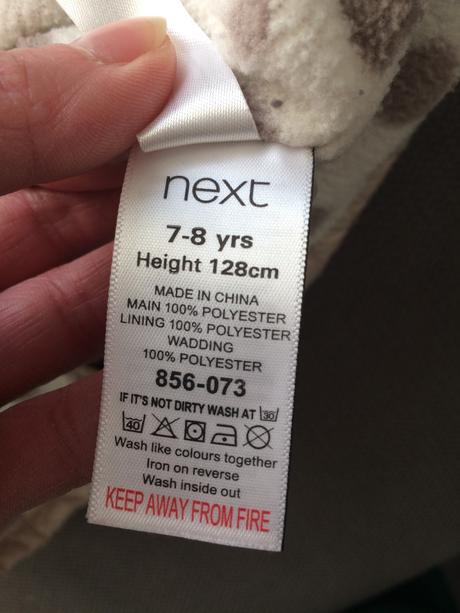 next
7-8 yrs
Height 128cm
MADE IN CHINA
MAIN 100% POLYESTER
LINING 100% POLYESTER
WADDING
100% POLYESTER
856-073
IF IT'S NOT DIRTY WASH AT 30
40
Wash like colours together
Iron on reverse
Wash inside out
KEEP AWAY FROM FIRE